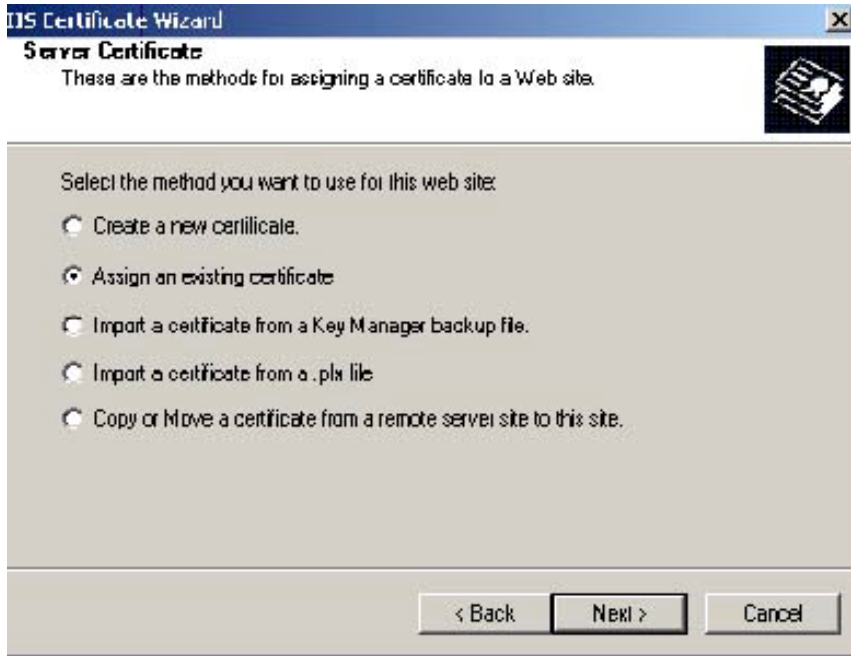 IIS Certificate Wizard
Server Certificate
These are the methods for assigning a certificate to a Web site.
Select the method you want to use for this web site:
Create a new certificate.
Assign an existing certificate
Import a certificate from a Key Manager backup file.
Import a certificate from a .pfx file
Copy or Move a certificate from a remote server site to this site.
< Back Next > Cancel